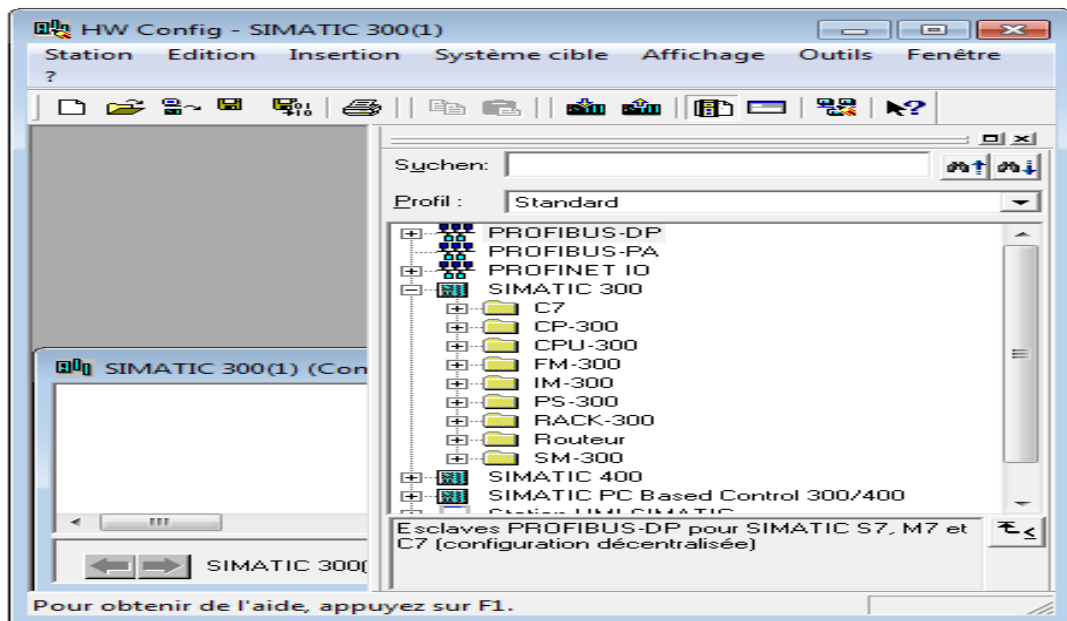 HW Config - SIMATIC 300(1)
Station Edition Insertion Système cible Affichage Outils Fenêtre
?
Suchen:
Profil : Standard
PROFIBUS-DP
PROFIBUS-PA
PROFINET IO
SIMATIC 300
C7
CP-300
CPU-300
FM-300
IM-300
PS-300
RACK-300
Routeur
SM-300
SIMATIC 400
SIMATIC PC Based Control 300/400
Station HMI SIMATIC
SIMATIC 300(1) (Con
SIMATIC 300(
Esclaves PROFIBUS-DP pour SIMATIC S7, M7 et
C7 (configuration décentralisée)
Pour obtenir de l'aide, appuyez sur F1.